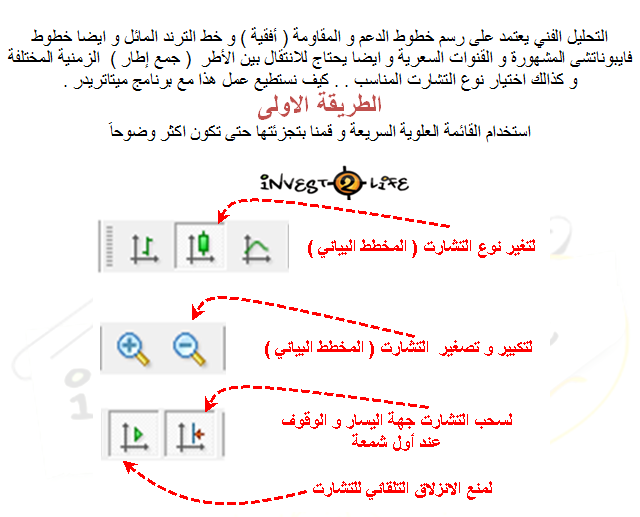 التحليل الفني يعتمد على رسم خطوط الدعم و المقاومة ( أفقية ) و خط الترند المائل و ايضا خطوط
فايبوناتشى المشهورة و القنوات السعرية و ايضا يحتاج للانتقال بين الأطر ( جمع إطار ) الزمنية المختلفة
و كذالك اختيار نوع التشارت المناسب . . كيف نستطيع عمل هذا مع برنامج ميتاتريدر .
الطريقة الاولى
استخدام القائمة العلوية السريعة و قمنا بتجزئتها حتى تكون اكثر وضوحاً
INVEST 2 LIFE
لتغير نوع التشارت ( المخطط البياني )
لتكبير و تصغير التشارت ( المخطط البياني )
لسحب التشارت جهة اليسار و الوقوف
عند أول شمعة
لمنع الانزلاق التلقائي للتشارت